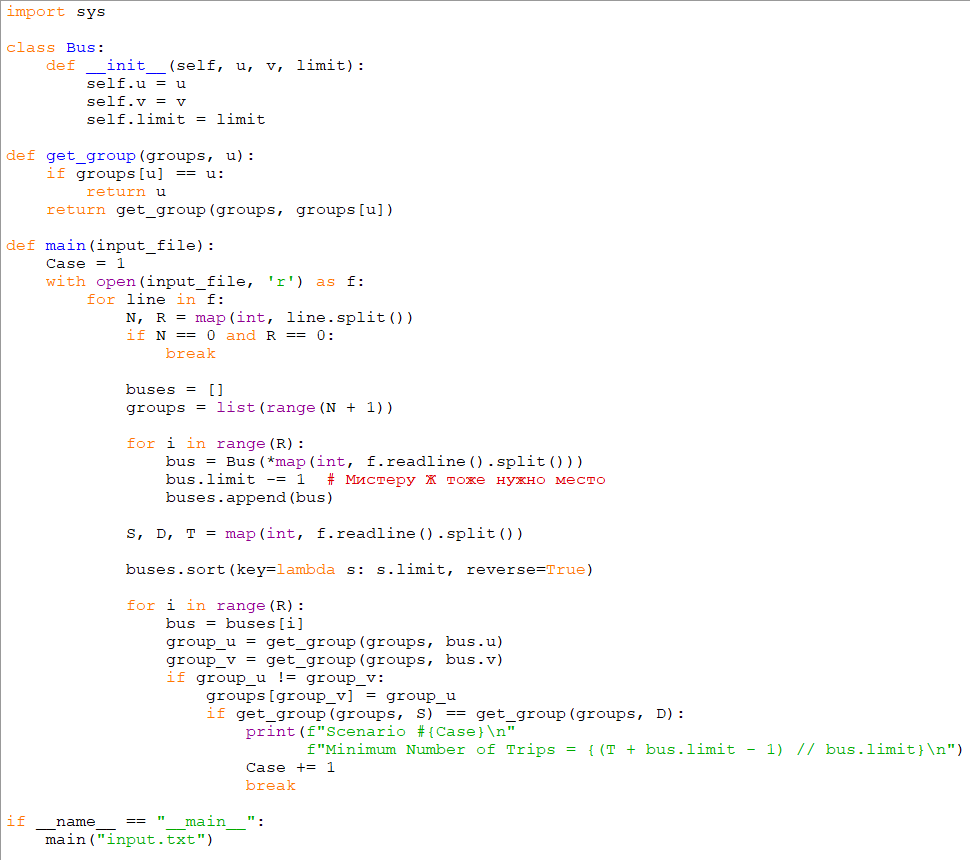 import sys

class Bus:
    def __init__(self, u, v, limit):
        self.u = u
        self.v = v
        self.limit = limit

def get_group(groups, u):
    if groups[u] == u:
        return u
    return get_group(groups, groups[u])

def main(input_file):
    Case = 1
    with open(input_file, 'r') as f:
        for line in f:
            N, R = map(int, line.split())
            if N == 0 and R == 0:
                break

            buses = []
            groups = list(range(N + 1))

            for i in range(R):
                bus = Bus(*map(int, f.readline().split()))
                bus.limit -= 1  # Мистеру Ж тоже нужно место
                buses.append(bus)

            S, D, T = map(int, f.readline().split())

            buses.sort(key=lambda s: s.limit, reverse=True)

            for i in range(R):
                bus = buses[i]
                group_u = get_group(groups, bus.u)
                group_v = get_group(groups, bus.v)
                if group_u != group_v:
                    groups[group_v] = group_u
                    if get_group(groups, S) == get_group(groups, D):
                        print(f"Scenario #{Case}\n"
                              f"Minimum Number of Trips = {(T + bus.limit - 1) // bus.limit}\n")
                        Case += 1
                        break

if __name__ == "__main__":
    main("input.txt")